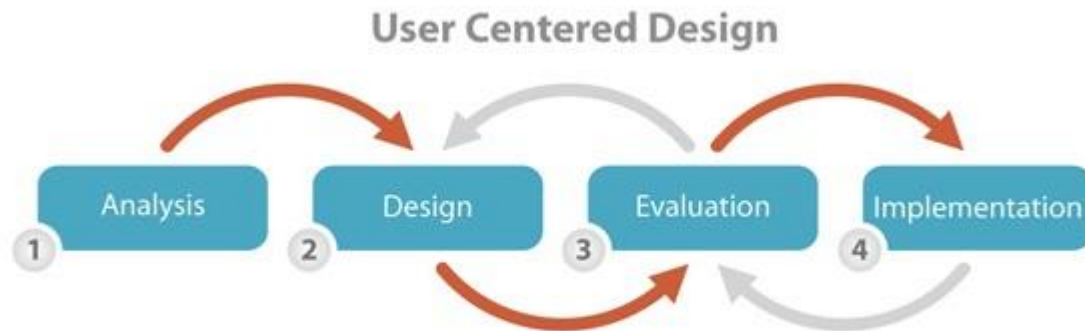 User Centered Design
Analysis
1
Design
2
Evaluation
3
Implementation
4